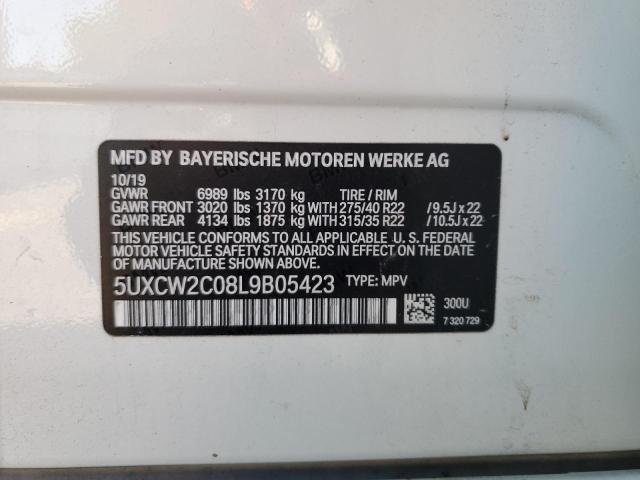 MFD BY BAYERISCHE MOTOREN WERKE AG
10/19
GVWR 6989 lbs 3170 kg TIRE / RIM
GAWR FRONT 3020 lbs 1370 kg WITH 275/40 R22 /9.5J x 22
GAWR REAR 4134 lbs 1875 kg WITH 315/35 R22 /10.5J x 22
THIS VEHICLE CONFORMS TO ALL APPLICABLE U. S. FEDERAL
MOTOR VEHICLE SAFETY STANDARDS IN EFFECT ON THE DATE
OF MANUFACTURE SHOWN ABOVE.
5UXCW2C08L9B05423 TYPE: MPV
300U
7 320 729